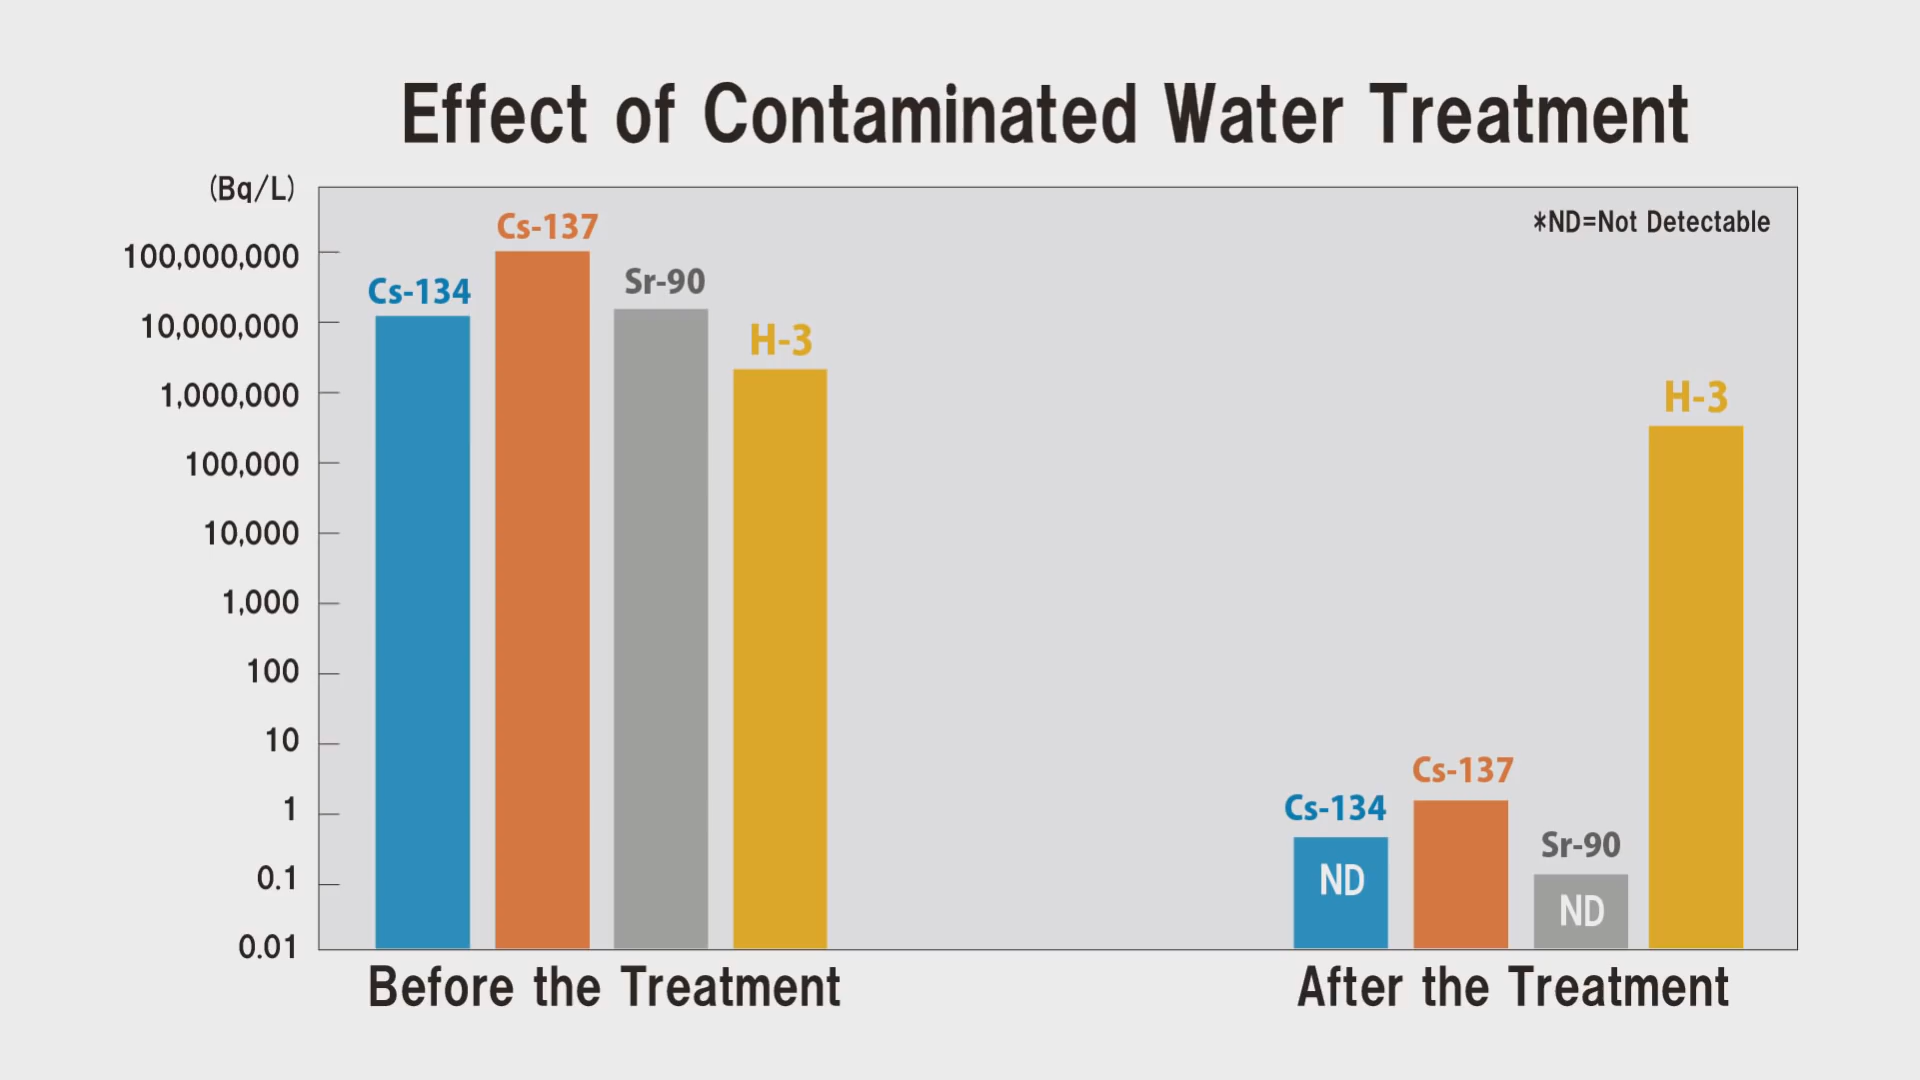 Effect of Contaminated Water Treatment
(Bq/L)
*ND=Not Detectable
100,000,000
10,000,000
1,000,000
100,000
10,000
1,000
100
10
1
0.1
0.01
Cs-134
Cs-137
Sr-90
H-3
Cs-134
ND
Cs-137
Sr-90
ND
H-3
Before the Treatment
After the Treatment